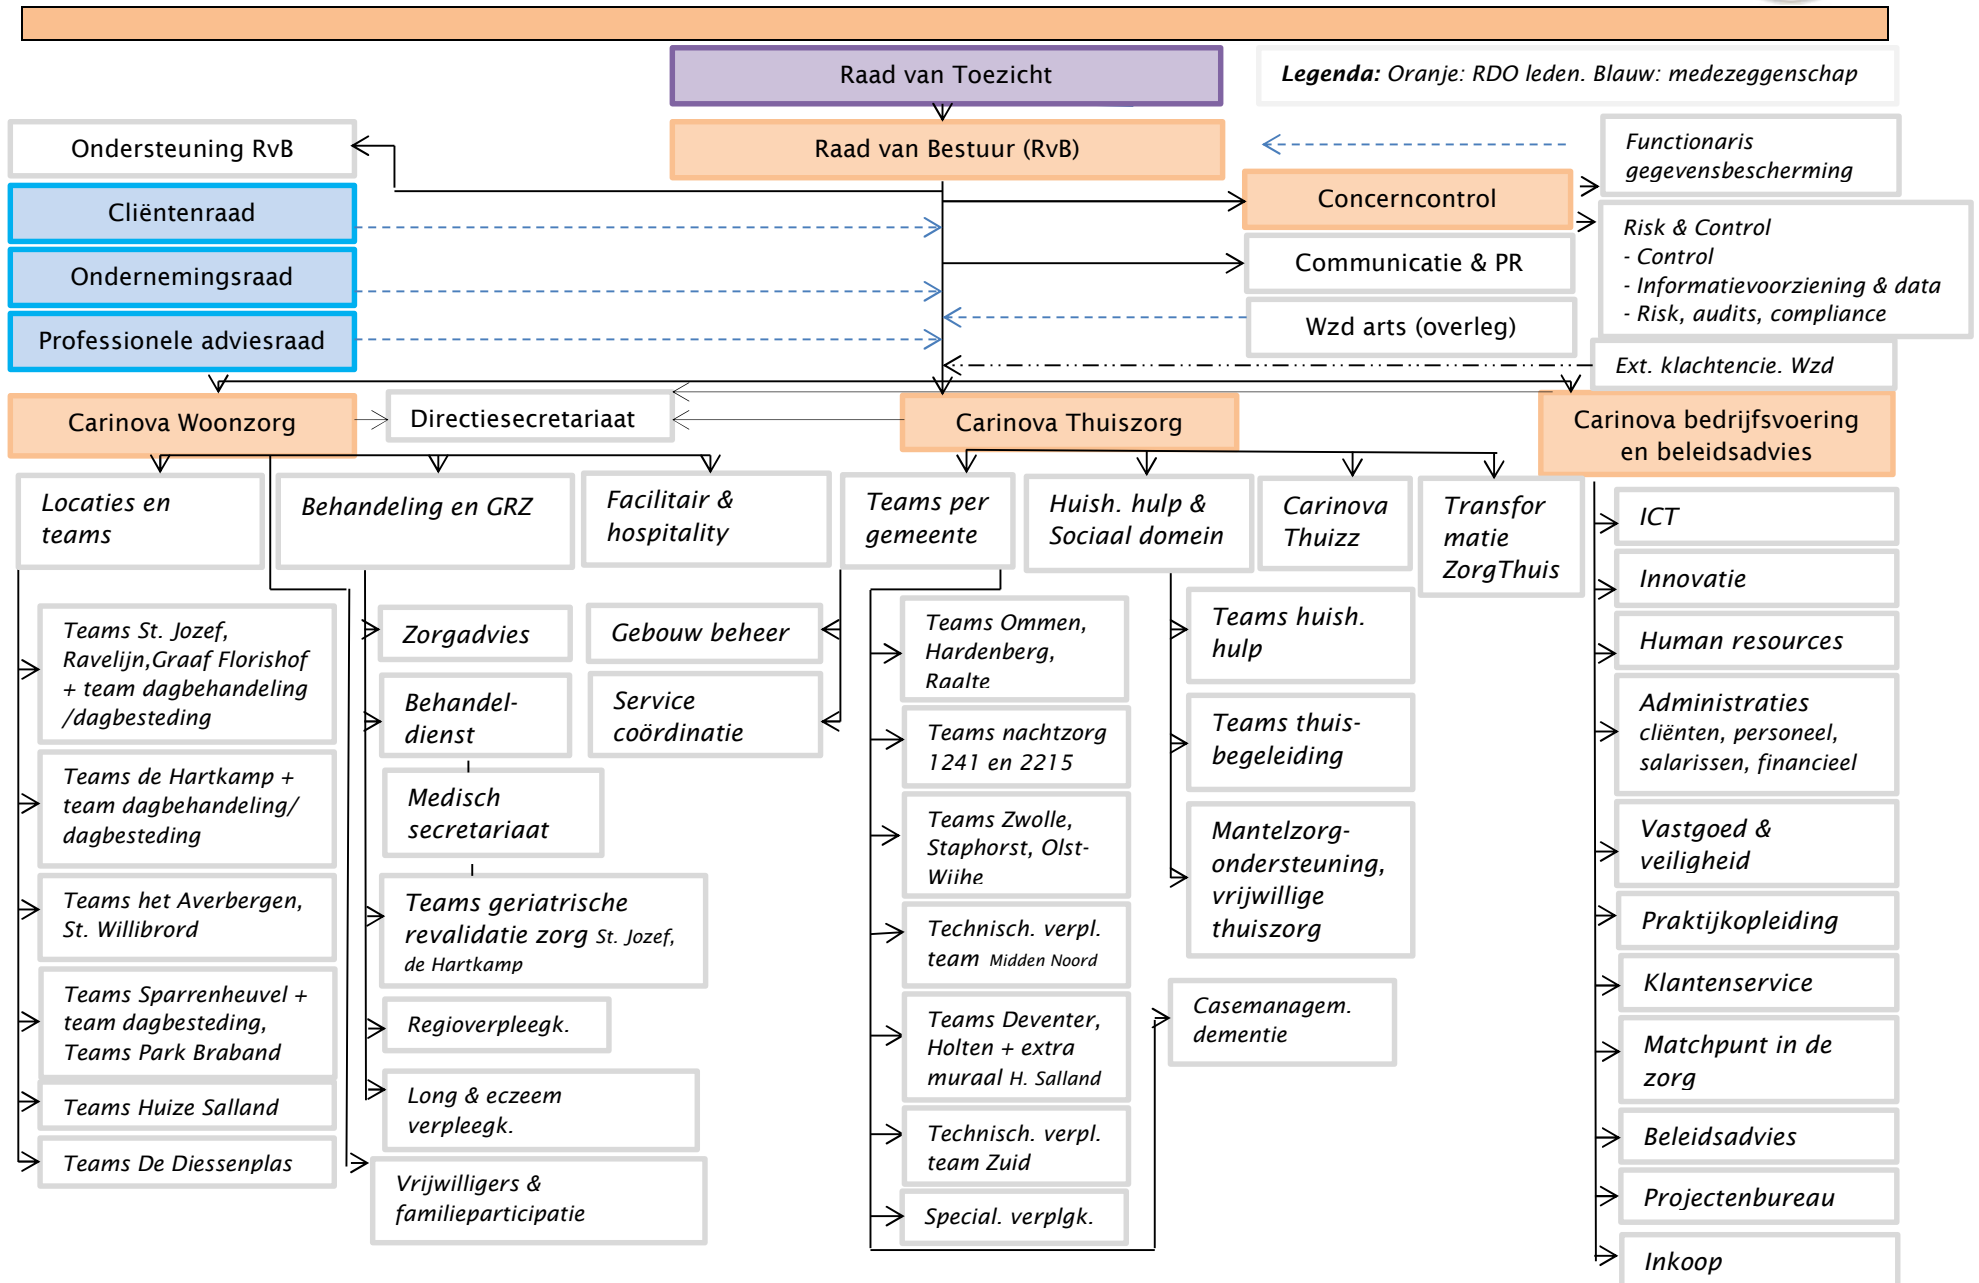 Raad van Toezicht
Legenda: Oranje: RDO leden. Blauw: medezeggenschap
Ondersteuning RvB
Raad van Bestuur (RvB)
Functionaris
gegevensbescherming
Cliëntenraad
Concerncontrol
Risk & Control
- Control
- Informatievoorziening & data
- Risk, audits, compliance
Ondernemingsraad
Communicatie & PR
Professionele adviesraad
Wzd arts (overleg)
Ext. klachtencie. Wzd
Carinova Woonzorg
Directiesecretariaat
Carinova Thuiszorg
Carinova bedrijfsvoering
en beleidsadvies
Locaties en
teams
Behandeling en GRZ
Facilitair &
hospitality
Teams per
gemeente
Huish. hulp &
Sociaal domein
Carinova
Thuizz
Transfor
matie
ZorgThuis
Teams St. Jozef,
Ravelijn,Graaf Florishof
+ team dagbehandeling
/dagbesteding
Teams de Hartkamp +
team dagbehandeling/
dagbesteding
Teams het Averbergen,
St. Willibrord
Teams Sparrenheuvel +
team dagbesteding,
Teams Park Braband
Teams Huize Salland
Teams De Diessenplas
Zorgadvies
Behandel-
dienst
Medisch
secretariaat
Teams geriatrische
revalidatie zorg St. Jozef,
de Hartkamp
Regioverpleegk.
Long & eczeem
verpleegk.
Vrijwilligers &
familieparticipatie
Gebouw beheer
Service
coördinatie
Teams Ommen,
Hardenberg,
Raalte
Teams nachtzorg
1241 en 2215
Teams Zwolle,
Staphorst, Olst-
Wijhe
Technisch. verpl.
team Midden Noord
Teams Deventer,
Holten + extra
muraal H. Salland
Technisch. verpl.
team Zuid
Special. verplgk.
Teams huish.
hulp
Teams thuis-
begeleiding
Mantelzorg-
ondersteuning,
vrijwillige
thuiszorg
Casemanagem.
dementie
ICT
Innovatie
Human resources
Administraties
cliënten, personeel,
salarissen, financieel
Vastgoed &
veiligheid
Praktijkopleiding
Klantenservice
Matchpunt in de
zorg
Beleidsadvies
Projectenbureau
Inkoop